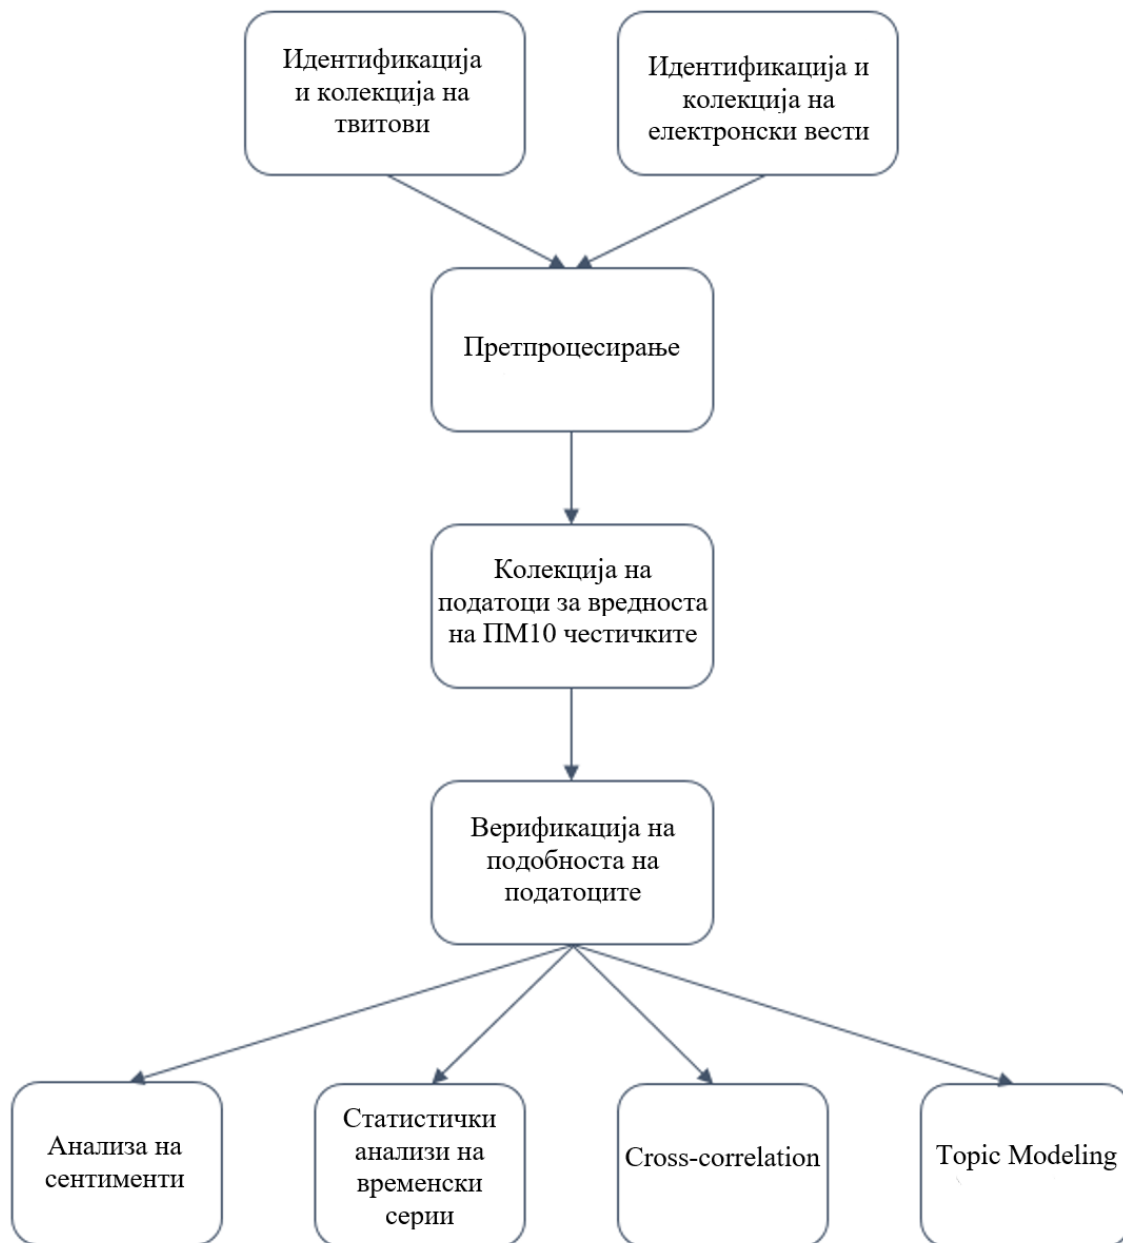 Идентификација
и колекција на
твитови
Идентификација и
колекција на
електронски вести
Претпроцесирање
Колекција на
податоци за вредноста
на ПМ10 честичките
Верификација на
подобноста на
податоците
Анализа на
сентименти
Статистички
анализи на
временски
серии
Cross-correlation
Topic Modeling